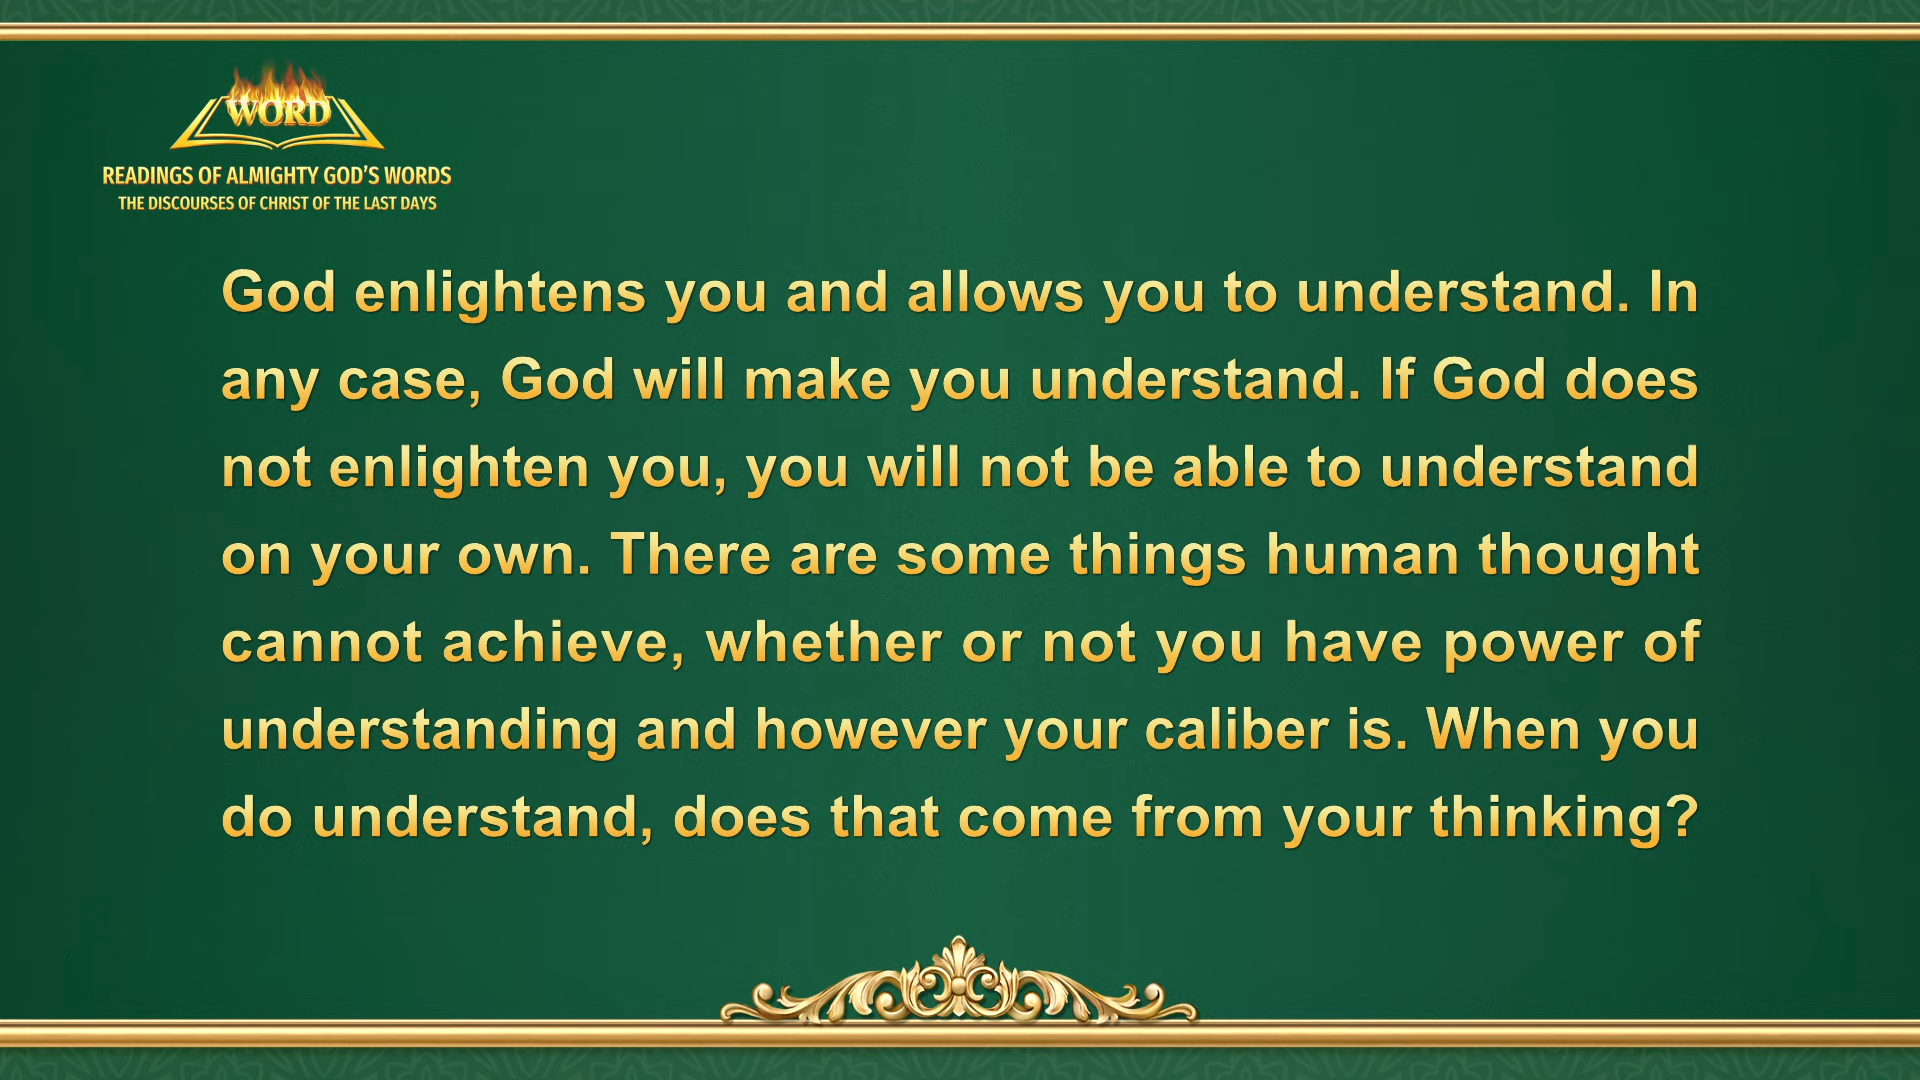 WORD
READINGS OF ALMIGHTY GOD'S WORDS
THE DISCOURSES OF CHRIST OF THE LAST DAYS
God enlightens you and allows you to understand. In
any case, God will make you understand. If God does
not enlighten you, you will not be able to understand
on your own. There are some things human thought
cannot achieve, whether or not you have power of
understanding and however your caliber is. When you
do understand, does that come from your thinking?